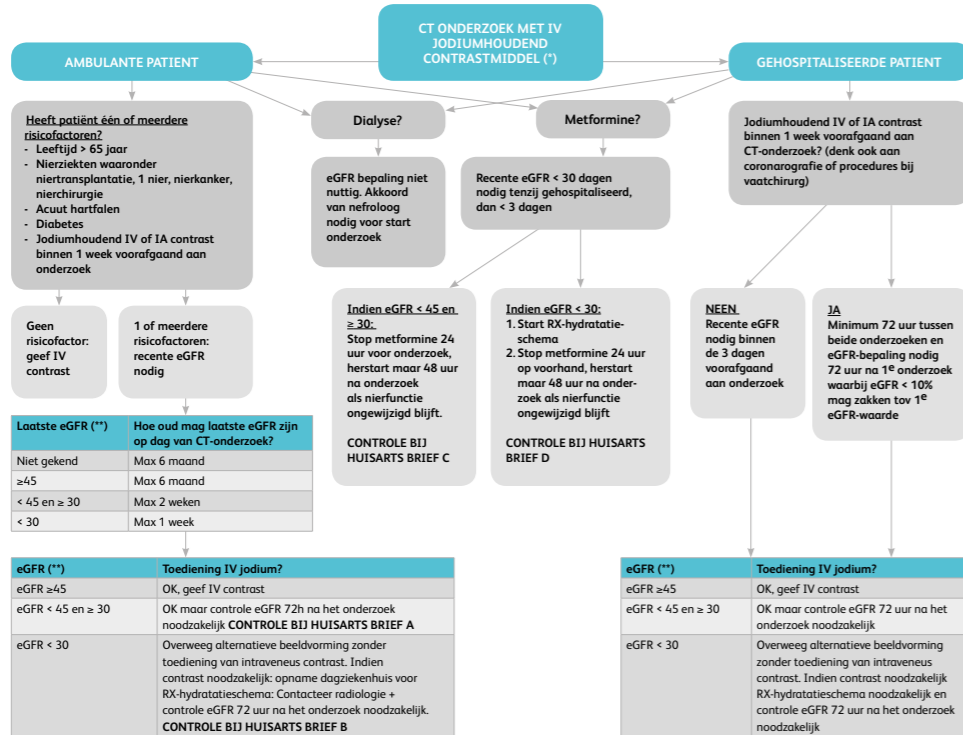 CT ONDERZOEK MET IV
JODIUMHOUDEND
CONTRASTMIDDEL (*)
AMBULANTE PATIENT
GEHOSPITALISEERDE PATIENT
Heeft patiënt één of meerdere
risicofactoren?
- Leeftijd > 65 jaar
- Nierziekten waaronder
niertransplantatie, 1 nier, nierkanker,
nierchirurgie
- Acuut hartfalen
- Diabetes
- Jodiumhoudend IV of IA contrast
binnen 1 week voorafgaand aan
onderzoek
Dialyse?
eGFR bepaling niet
nuttig. Akkoord
van nefroloog
nodig voor start
onderzoek
Metformine?
Recente eGFR < 30 dagen
nodig tenzij gehospitaliseerd,
dan < 3 dagen
Jodiumhoudend IV of IA contrast
binnen 1 week voorafgaand aan
CT-onderzoek? (denk ook aan
coronarografie of procedures bij
vaatchirurg)
Geen
risicofactor:
geef IV
contrast
1 of meerdere
risicofactoren:
recente eGFR
nodig
Indien eGFR < 45 en
≥ 30:
Stop metformine 24
uur voor onderzoek,
herstart maar 48 uur
na onderzoek
als nierfunctie
ongewijzigd blijft.
CONTROLE BIJ
HUISARTS BRIEF C
Indien eGFR < 30:
1. Start RX-hydratatie-
schema
2. Stop metformine 24 uur
op voorhand, herstart
maar 48 uur na onder-
zoek als nierfunctie
ongewijzigd blijft
CONTROLE BIJ HUISARTS
BRIEF D
NEEN
Recente eGFR
nodig binnen
de 3 dagen
voorafgaand
aan onderzoek
JA
Minimum 72 uur tussen
beide onderzoeken en
eGFR-bepaling nodig
72 uur na 1e onderzoek
waarbij eGFR < 10%
mag zakken tov 1e
eGFR-waarde
Laatste eGFR (**) Hoe oud mag laatste eGFR zijn
op dag van CT-onderzoek?
Niet gekend Max 6 maand
≥45 Max 6 maand
< 45 en ≥ 30 Max 2 weken
< 30 Max 1 week
eGFR (**) Toediening IV jodium?
eGFR ≥45 OK, geef IV contrast
eGFR < 45 en ≥ 30 OK maar controle eGFR 72h na het onderzoek
noodzakelijk CONTROLE BIJ HUISARTS BRIEF A
eGFR < 30 Overweeg alternatieve beeldvorming zonder
toediening van intraveneus contrast. Indien
contrast noodzakelijk: opname dagziekenhuis voor
RX-hydratatieschema: Contacteer radiologie +
controle eGFR 72 uur na het onderzoek noodzakelijk.
CONTROLE BIJ HUISARTS BRIEF B
eGFR (**) Toediening IV jodium?
eGFR ≥45 OK, geef IV contrast
eGFR < 45 en ≥ 30 OK maar controle eGFR 72 uur na het
onderzoek noodzakelijk
eGFR < 30 Overweeg alternatieve beeldvorming
zonder toediening van intraveneus
contrast. Indien contrast noodzakelijk
RX-hydratatieschema noodzakelijk en
controle eGFR 72 uur na het onderzoek
noodzakelijk